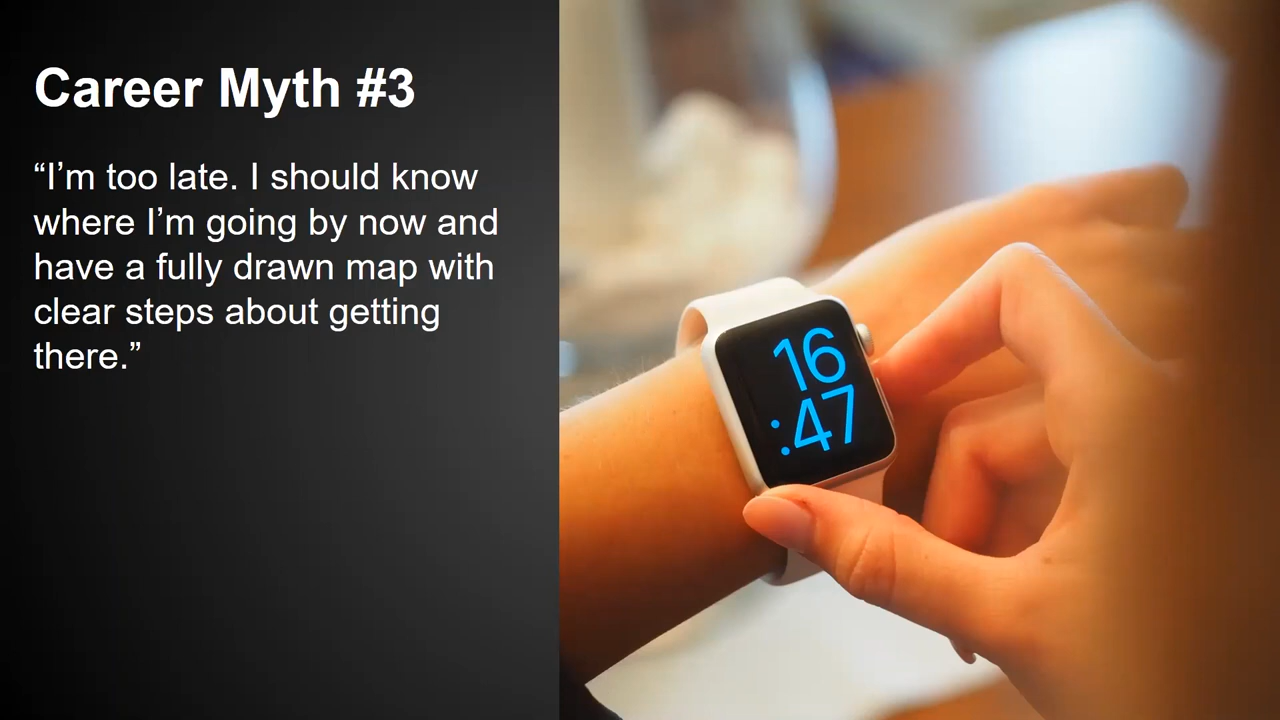 Career Myth #3
“I’m too late. I should know
where I’m going by now and
have a fully drawn map with
clear steps about getting
there.”
16
:47